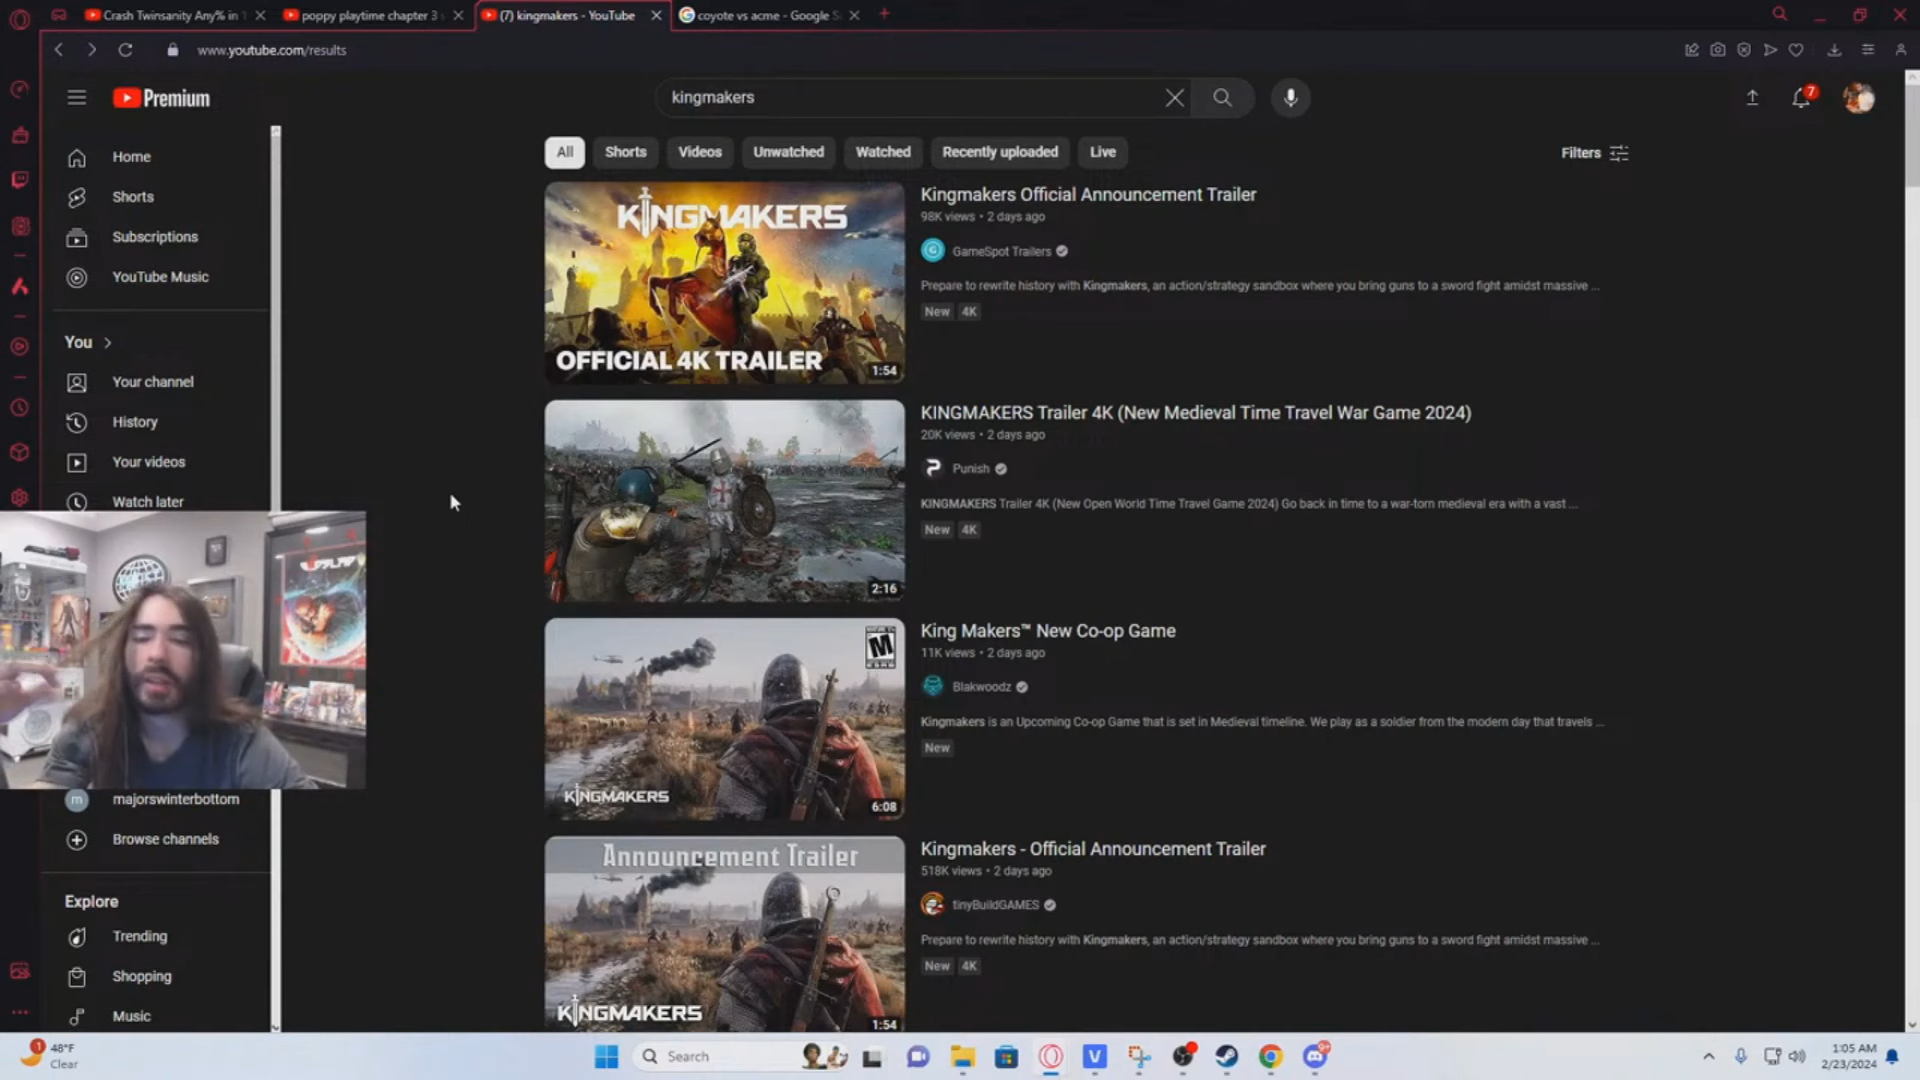 Crash Twinsanity Any% in 1
poppy playtime chapter 3
(7) kingmakers - YouTube
coyote vs acme - Google S
www.youtube.com/results
Premium
kingmakers
7
All
Shorts
Videos
Unwatched
Watched
Recently uploaded
Live
Filters
Home
Shorts
Subscriptions
YouTube Music
You
Your channel
History
Your videos
Watch later
majorswinterbottom
Browse channels
Explore
Trending
Shopping
Music
KINGMAKERS
OFFICIAL 4K TRAILER
1:54
Kingmakers Official Announcement Trailer
98K views • 2 days ago
GameSpot Trailers
Prepare to rewrite history with Kingmakers, an action/strategy sandbox where you bring guns to a sword fight amidst massive ...
New 4K
2:16
KINGMAKERS Trailer 4K (New Medieval Time Travel War Game 2024)
20K views • 2 days ago
Punish
KINGMAKERS Trailer 4K (New Open World Time Travel Game 2024) Go back in time to a war-torn medieval era with a vast ...
New 4K
M
KINGMAKERS
6:08
King Makers™ New Co-op Game
11K views • 2 days ago
Blakwoodz
Kingmakers is an Upcoming Co-op Game that is set in Medieval timeline. We play as a soldier from the modern day that travels ...
New
Announcement Trailer
KINGMAKERS
1:54
Kingmakers - Official Announcement Trailer
518K views • 2 days ago
tinyBuildGAMES
Prepare to rewrite history with Kingmakers, an action/strategy sandbox where you bring guns to a sword fight amidst massive ...
New 4K
1
48°F
Clear
Search
9+
1:05 AM
2/23/2024